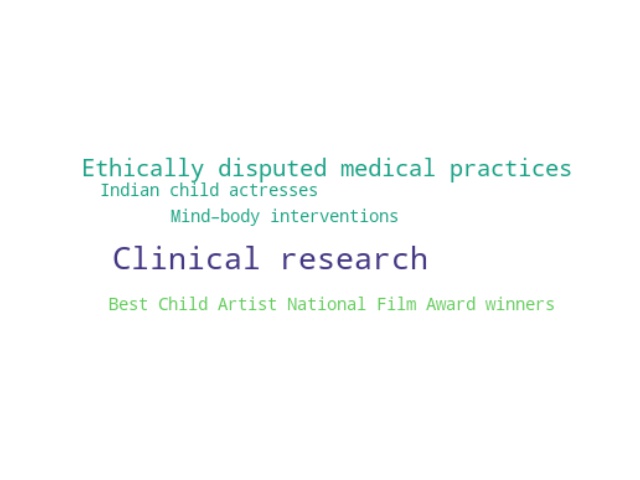 Ethically disputed medical practices
Indian child actresses
Mind–body interventions
Clinical research
Best Child Artist National Film Award winners